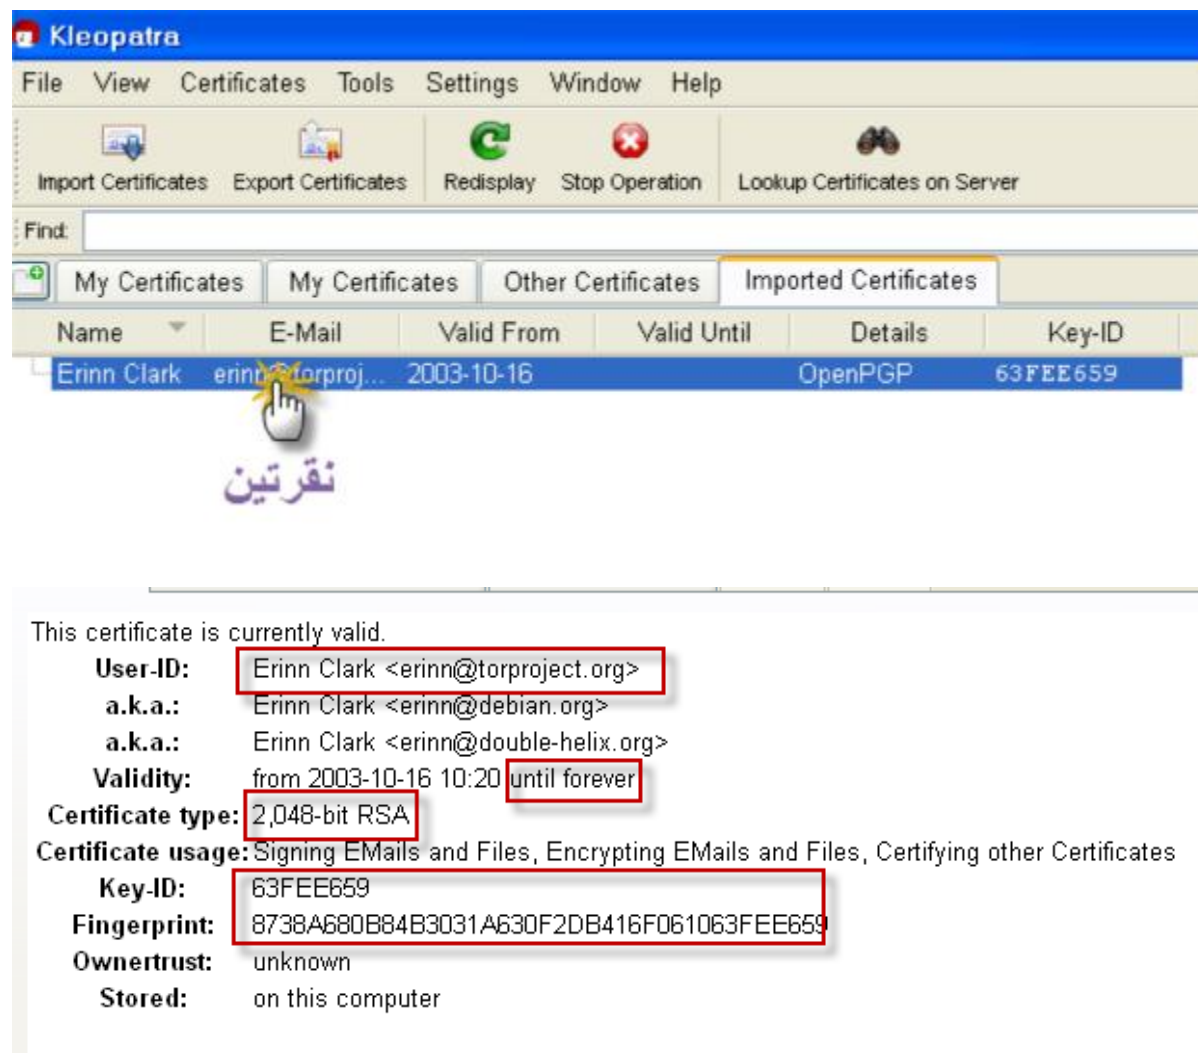 Kleopatra
File View Certificates Tools Settings Window Help
Import Certificates Export Certificates Redisplay Stop Operation Lookup Certificates on Server
Find:
My Certificates My Certificates Other Certificates Imported Certificates
Name E-Mail Valid From Valid Until Details Key-ID
Erinn Clark 2003-10-16 OpenPGP 63FEE659
نقرتين
This certificate is currently valid.
User-ID: Erinn Clark <erinn@torproject.org>
a.k.a.: Erinn Clark <erinn@debian.org>
a.k.a.: Erinn Clark <erinn@double-helix.org>
Validity: from 2003-10-16 10:20 until forever
Certificate type: 2,048-bit RSA
Certificate usage: Signing EMails and Files, Encrypting EMails and Files, Certifying other Certificates
Key-ID: 63FEE659
Fingerprint: 8738A680B84B3031A630F2DB416F061063FEE659
Ownertrust: unknown
Stored: on this computer